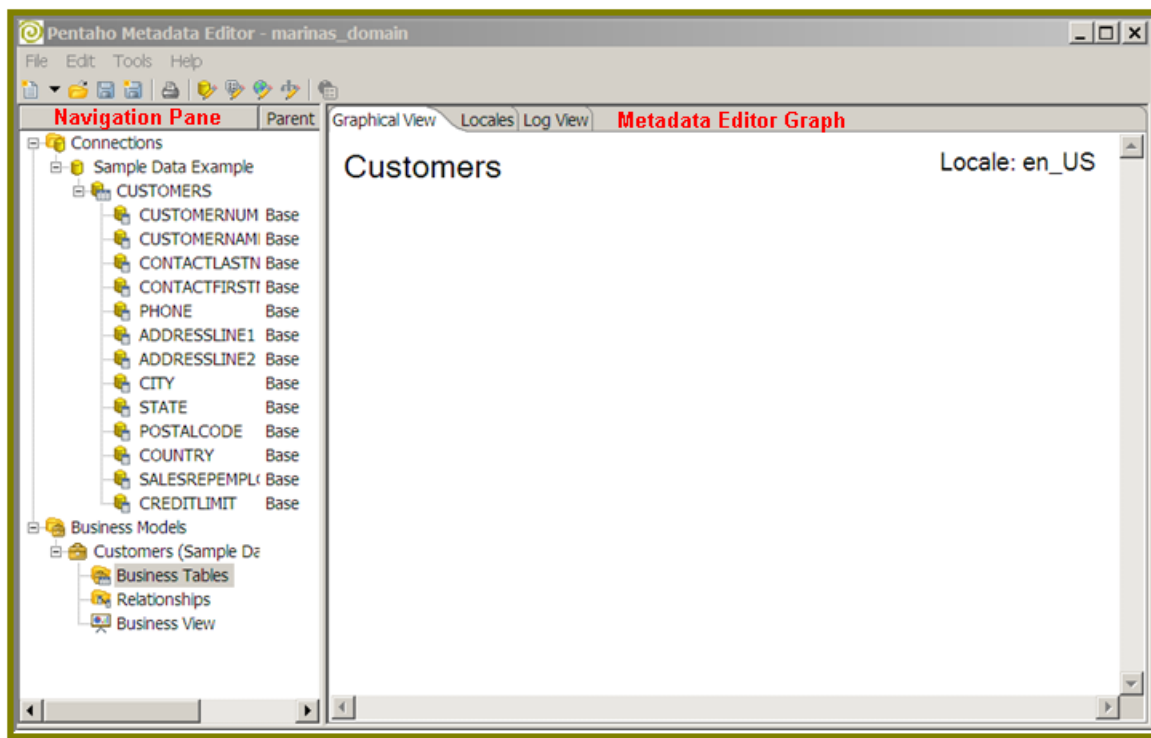 Pentaho Metadata Editor - marinas_domain
File Edit Tools Help
Navigation Pane Parent Graphical View Locales Log View Metadata Editor Graph
Connections
Customers Locale: en_US
Sample Data Example
CUSTOMERS
CUSTOMERNUM Base
CUSTOMERNAM Base
CONTACTLASTN Base
CONTACTFIRST Base
PHONE Base
ADDRESSLINE1 Base
ADDRESSLINE2 Base
CITY Base
STATE Base
POSTALCODE Base
COUNTRY Base
SALESREPEMPL Base
CREDITLIMIT Base
Business Models
Customers (Sample Da
Business Tables
Relationships
Business View